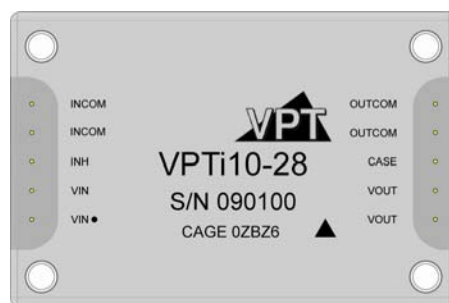 INCOM
INCOM
INH
VIN
VIN ●
VPT
VPTi10-28
S/N 090100
CAGE 0ZBZ6
OUTCOM
OUTCOM
CASE
VOUT
VOUT